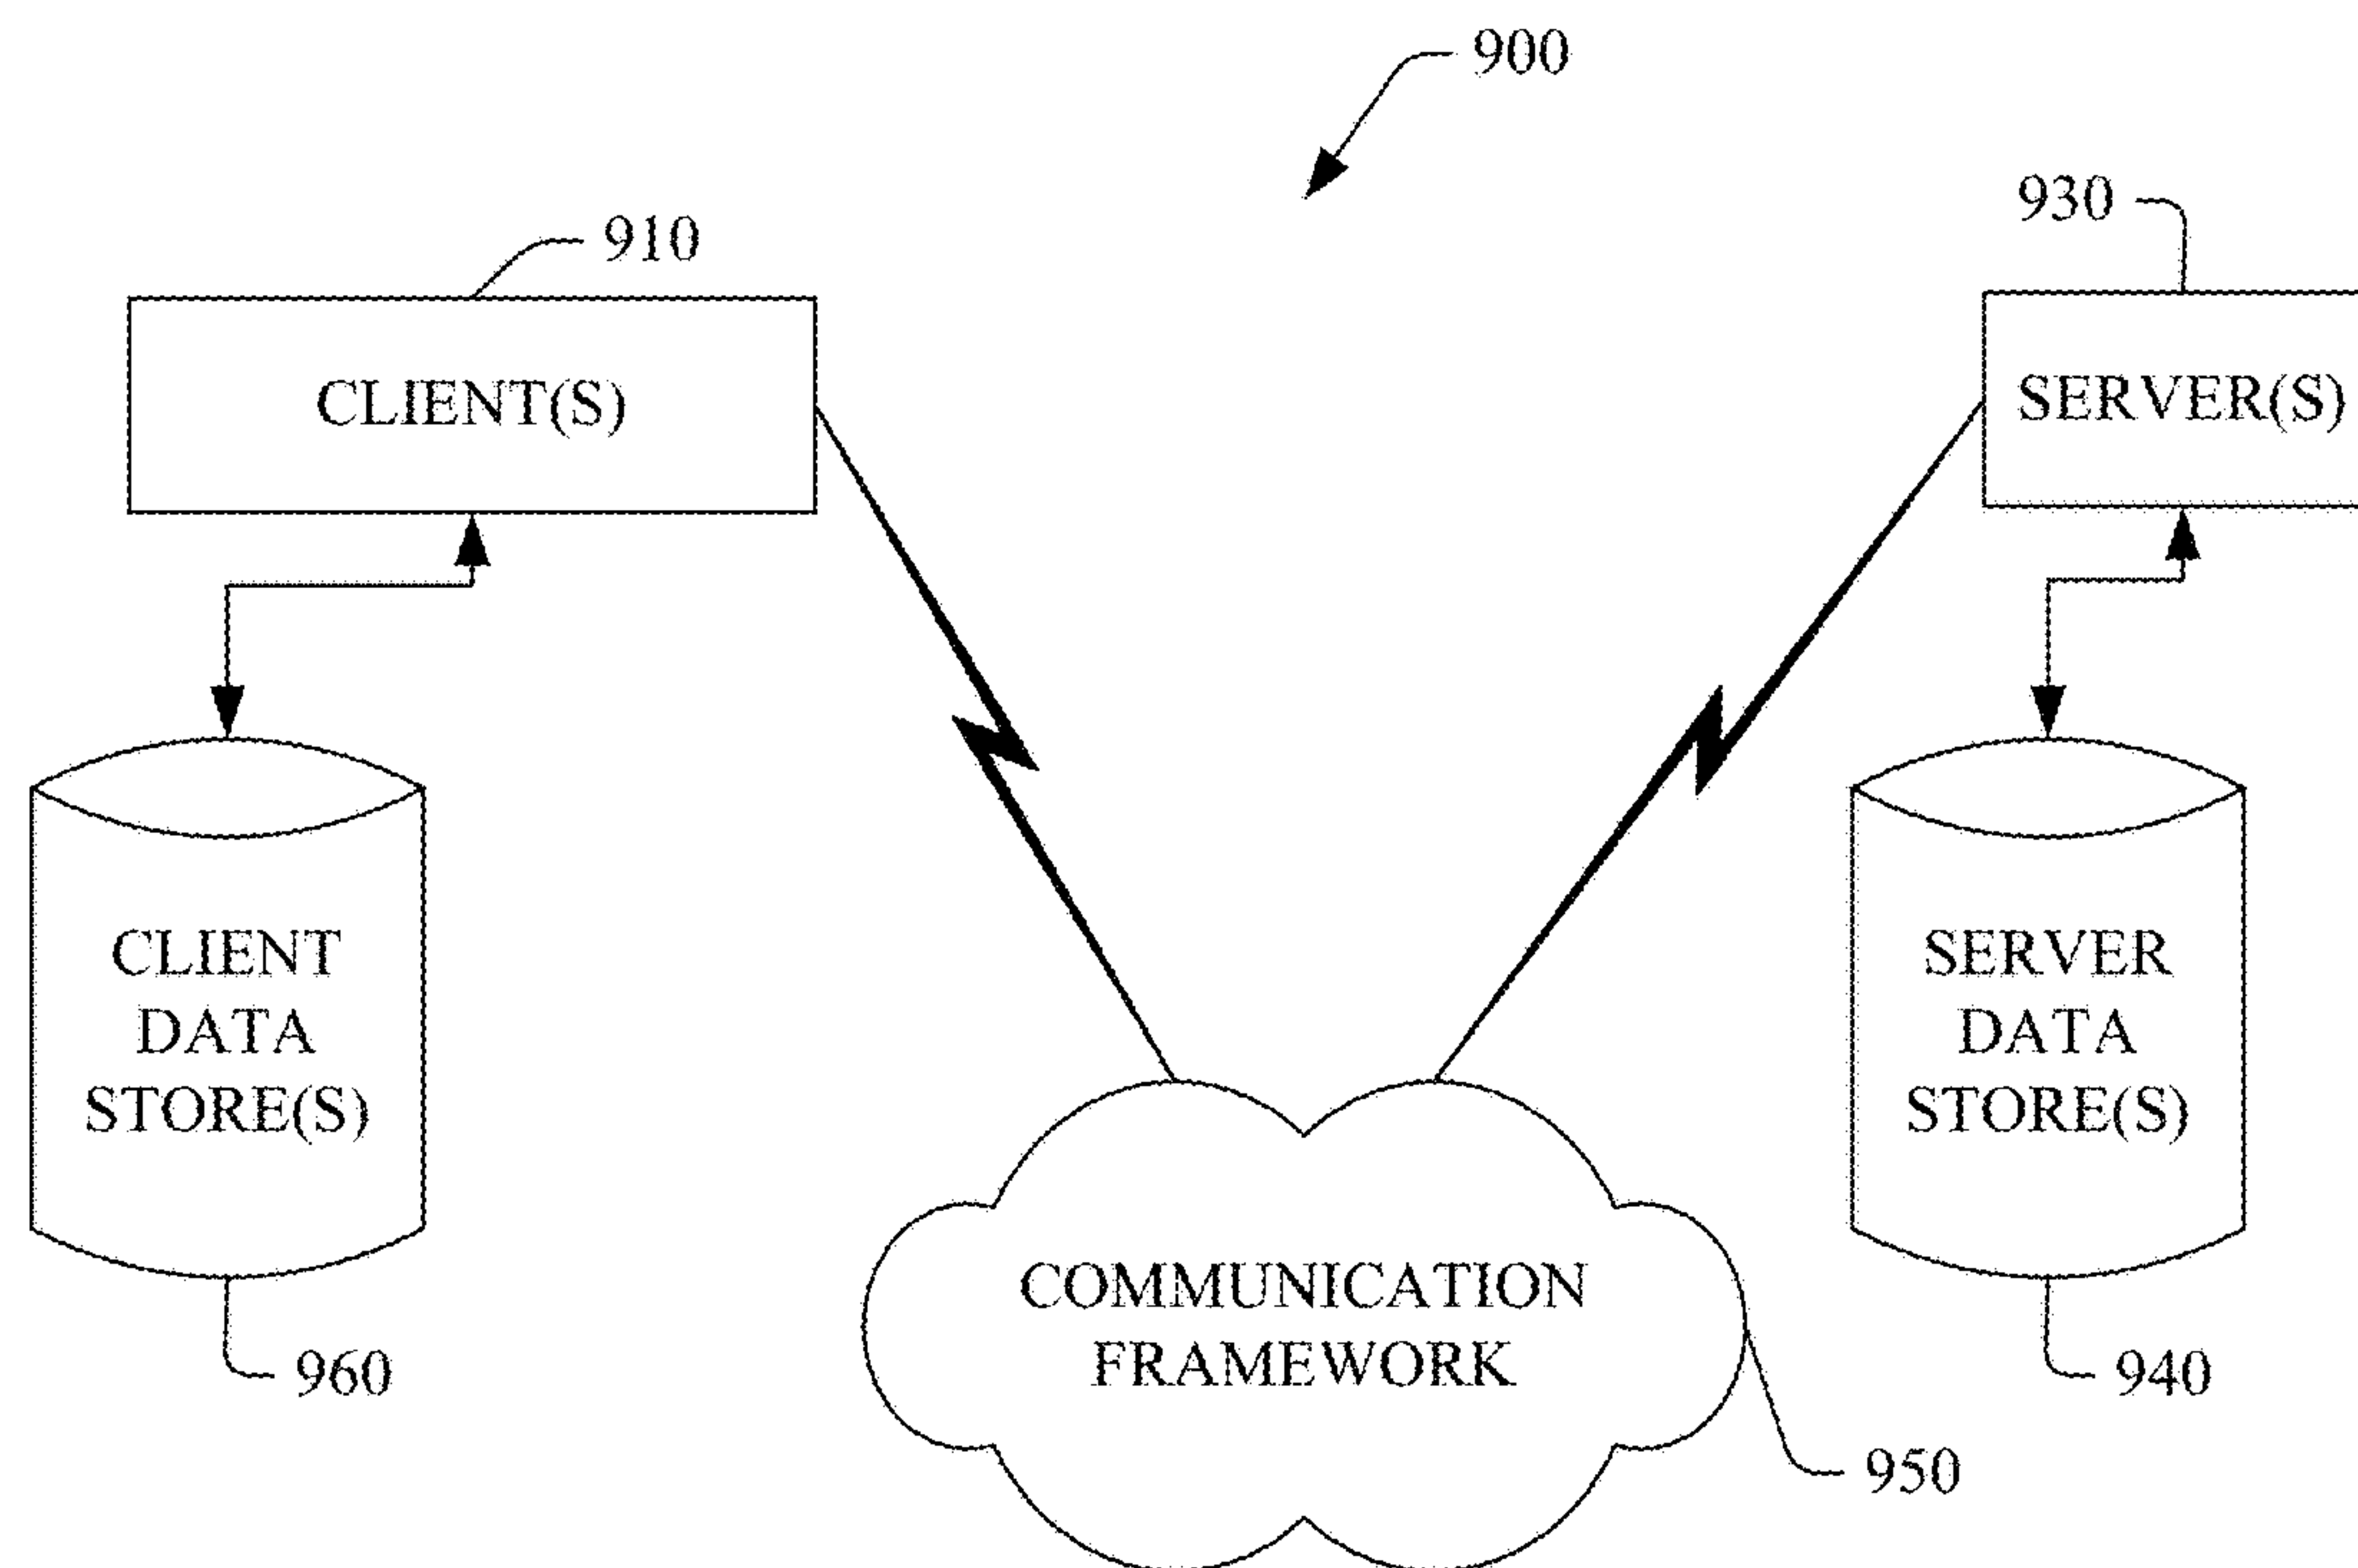 900
930
910
CLIENT(S)
SERVER(S)
CLIENT
DATA
STORE(S)
SERVER
DATA
STORE(S)
COMMUNICATION
FRAMEWORK
960
940
950